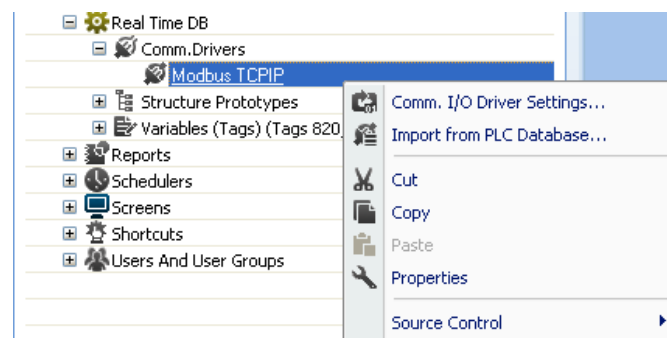 Real Time DB
Comm.Drivers
Modbus TCPIP
Structure Prototypes
Variables (Tags) (Tags 820
Reports
Schedulers
Screens
Shortcuts
Users And User Groups
Comm. I/O Driver Settings...
Import from PLC Database...
Cut
Copy
Paste
Properties
Source Control